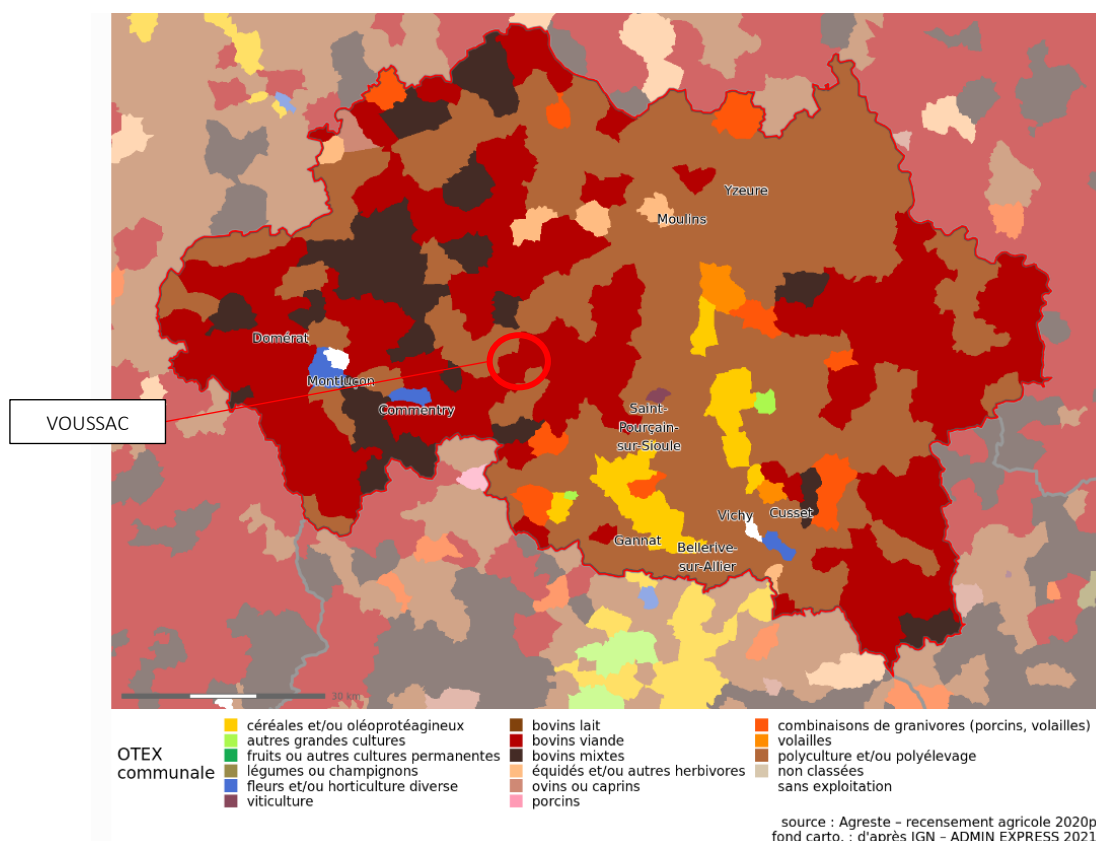 Yzeure
Moulins
Domérat
Montluçon
Commentry
VOUSSAC
Saint-
Pourçain-
sur-Sioule
Vichy
Cusset
Gannat
Bellerive-
sur-Allier
30 km
OTEX
communale
céréales et/ou oléoprotéagineux
autres grandes cultures
fruits ou autres cultures permanentes
légumes ou champignons
fleurs et/ou horticulture diverse
viticulture
bovins lait
bovins viande
bovins mixtes
équidés et/ou autres herbivores
ovins ou caprins
porcins
combinaisons de granivores (porcins, volailles)
volailles
polyculture et/ou polyélevage
non classées
sans exploitation
source : Agreste – recensement agricole 2020p
fond carto. : d'après IGN – ADMIN EXPRESS 2021